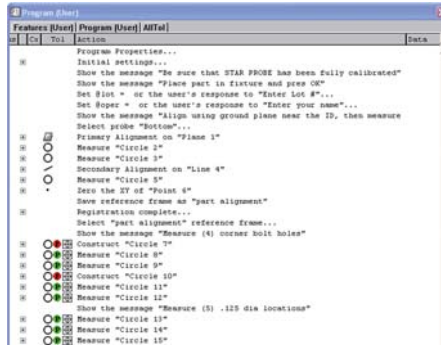 Program (User)
Features (User) Program (User) AllTol
Cs Tol Action Data
Program Properties...
Initial settings...
Show the message "Be sure that STAR PROBE has been fully calibrated"
Show the message "Place part in fixture and pres OK"
Set @lot = or the user's response to "Enter Lot #"...
Set @oper = or the user's response to "Enter your name"...
Show the message "Align using ground plane near the ID, then measure
Select probe "Bottom"...
Primary Alignment on "Plane 1"
Measure "Circle 2"
Measure "Circle 3"
Secondary Alignment on "Line 4"
Measure "Circle 5"
Zero the XY of "Point 6"
Save reference frame as "part alignment"
Registration complete...
Select "part alignment" reference frame...
Show the message "Measure (4) corner bolt holes"
Construct "Circle 7"
Measure "Circle 8"
Measure "Circle 9"
Construct "Circle 10"
Measure "Circle 11"
Measure "Circle 12"
Show the message "Measure (5) .125 dia locations"
Measure "Circle 13"
Measure "Circle 14"
Measure "Circle 15"